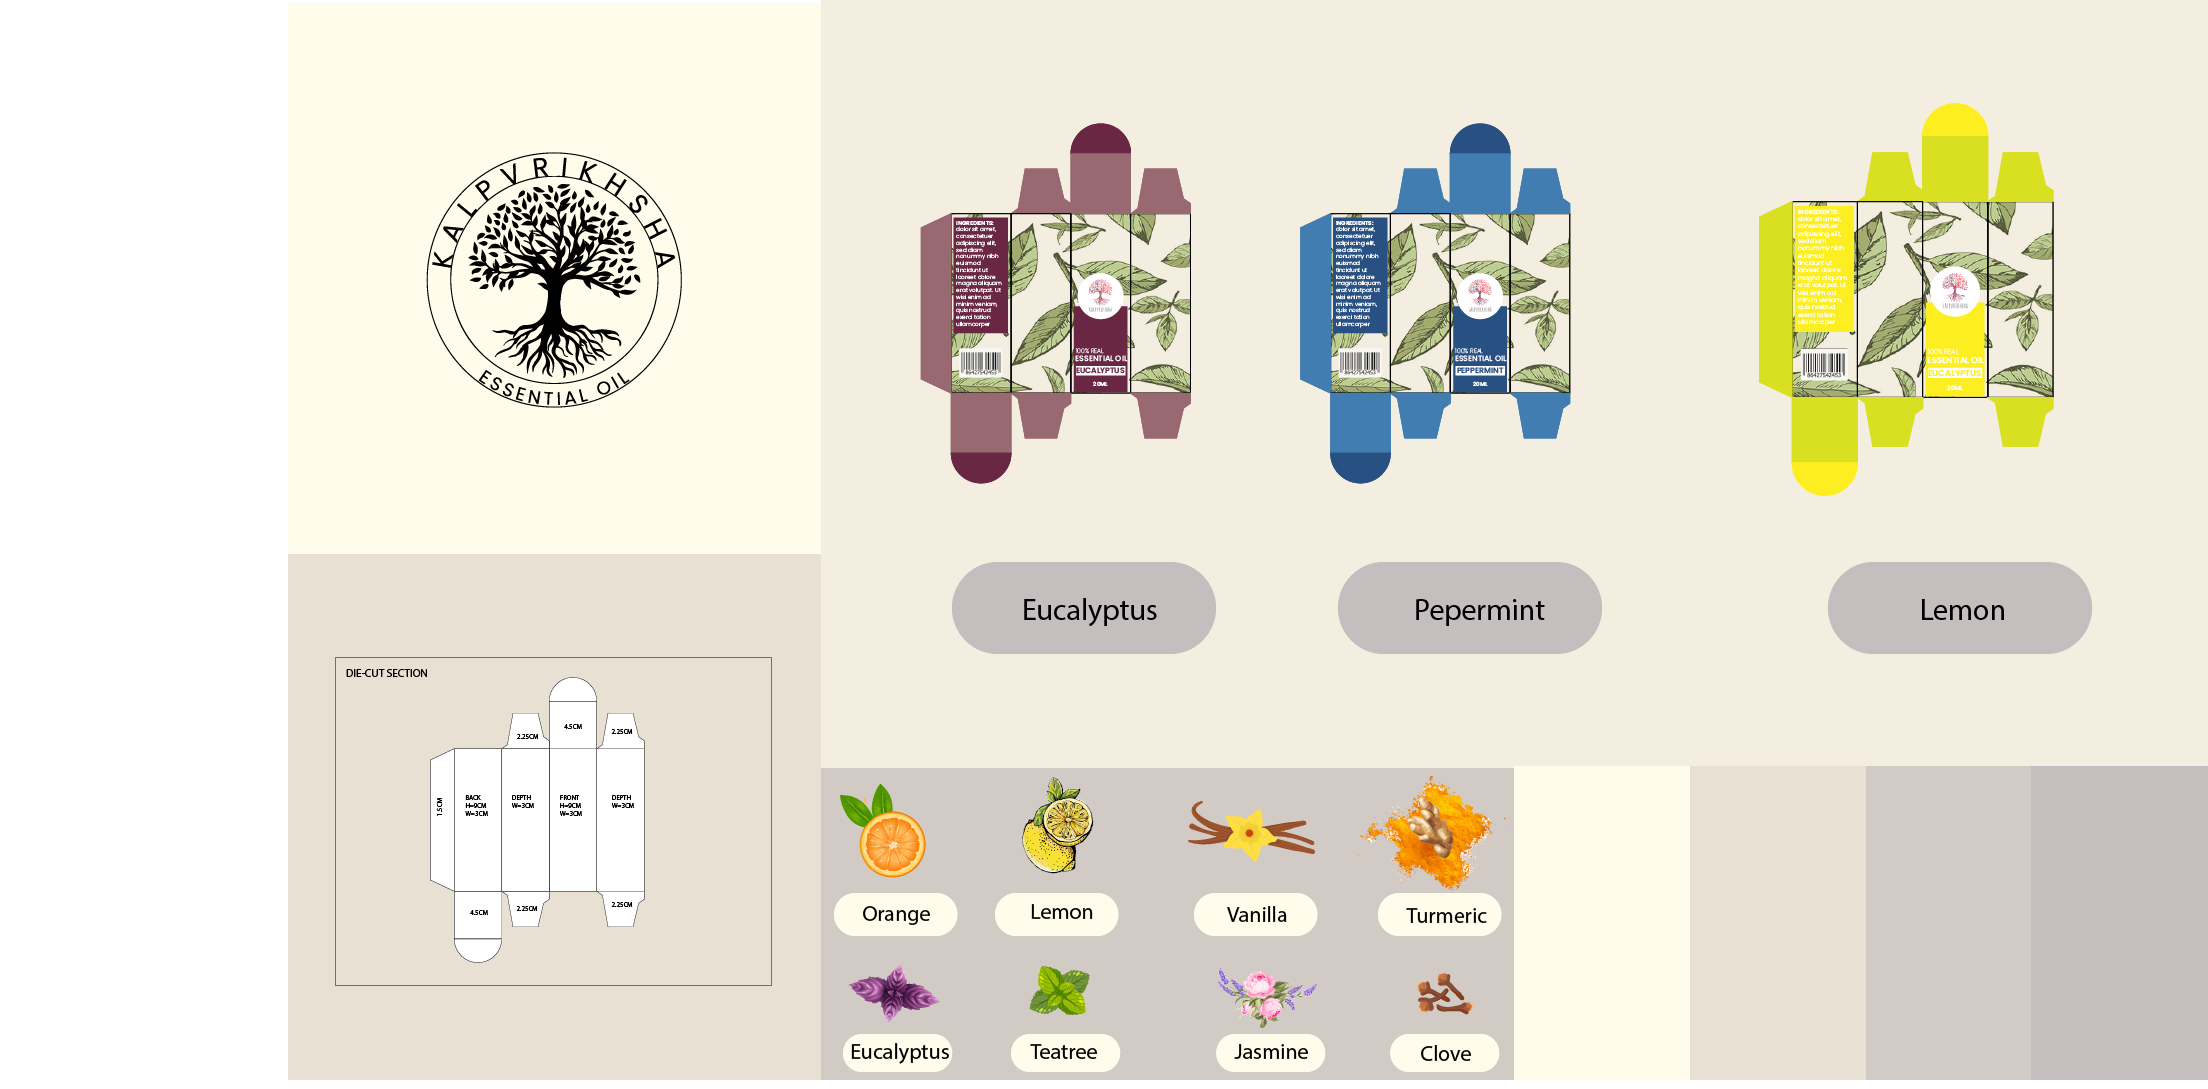 KALPVRIKHSHA
ESSENTIAL OIL
INGREDIENTS:
dolor sit amet,
consectetuer
adipiscing elit,
sed diam
nonummy nibh
euismod
tincidunt ut
laoreet dolore
magna aliquam
erat volutpat. Ut
wisi enim ad
minim veniam,
quis nostrud
exerci tation
ullamcorper
86427542453
100% REAL
ESSENTIAL OIL
EUCALYPTUS
20ML
INGREDIENTS:
dolor sit amet,
consectetuer
adipiscing elit,
sed diam
nonummy nibh
euismod
tincidunt ut
laoreet dolore
magna aliquam
erat volutpat. Ut
wisi enim ad
minim veniam,
quis nostrud
exerci tation
ullamcorper
86427542453
100% REAL
ESSENTIAL OIL
PEPPERMINT
20ML
INGREDIENTS:
dolor sit amet,
consectetuer
adipiscing elit,
sed diam
nonummy nibh
euismod
tincidunt ut
laoreet dolore
magna aliquam
erat volutpat. Ut
wisi enim ad
minim veniam,
quis nostrud
exerci tation
ullamcorper
86427542453
100% REAL
ESSENTIAL OIL
EUCALYPTUS
20ML
Eucalyptus
Pepermint
Lemon
DIE-CUT SECTION
4.5CM
2.25CM
2.25CM
1.5CM
BACK
H=9CM
W=3CM
DEPTH
W=3CM
FRONT
H=9CM
W=3CM
DEPTH
W=3CM
4.5CM
2.25CM
2.25CM
Orange
Lemon
Vanilla
Turmeric
Eucalyptus
Teatree
Jasmine
Clove